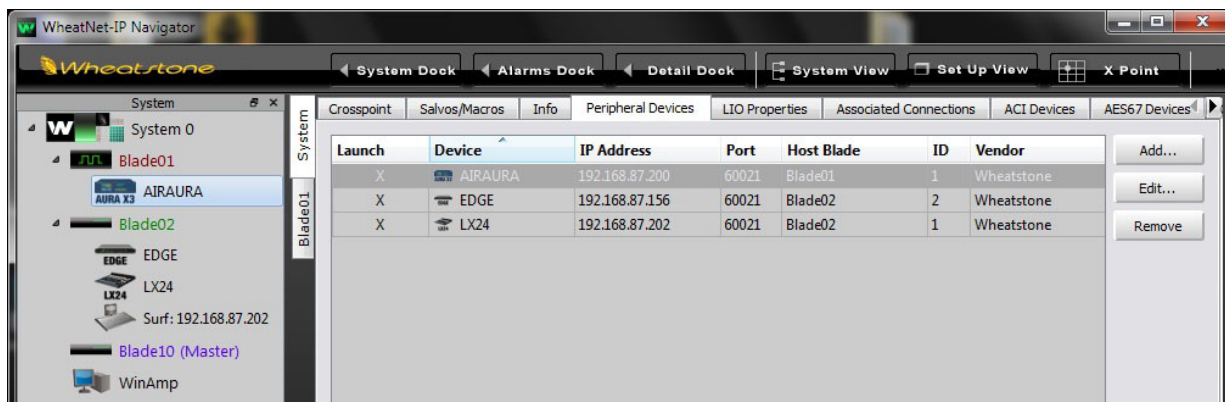 WheatNet-IP Navigator
Wheatstone
System Dock Alarms Dock Detail Dock System View Set Up View X Point
System
System 0
Blade01
AURA X3 AIRAURA
Blade02
EDGE EDGE
LX24 LX24
Surf: 192.168.87.202
Blade10 (Master)
WinAmp
System
Blade01
Crosspoint Salvos/Macros Info Peripheral Devices LIO Properties Associated Connections ACI Devices AES67 Devices
Launch Device IP Address Port Host Blade ID Vendor
X AIRAURA 192.168.87.200 60021 Blade01 1 Wheatstone
X EDGE 192.168.87.156 60021 Blade02 2 Wheatstone
X LX24 192.168.87.202 60021 Blade02 1 Wheatstone
Add...
Edit...
Remove